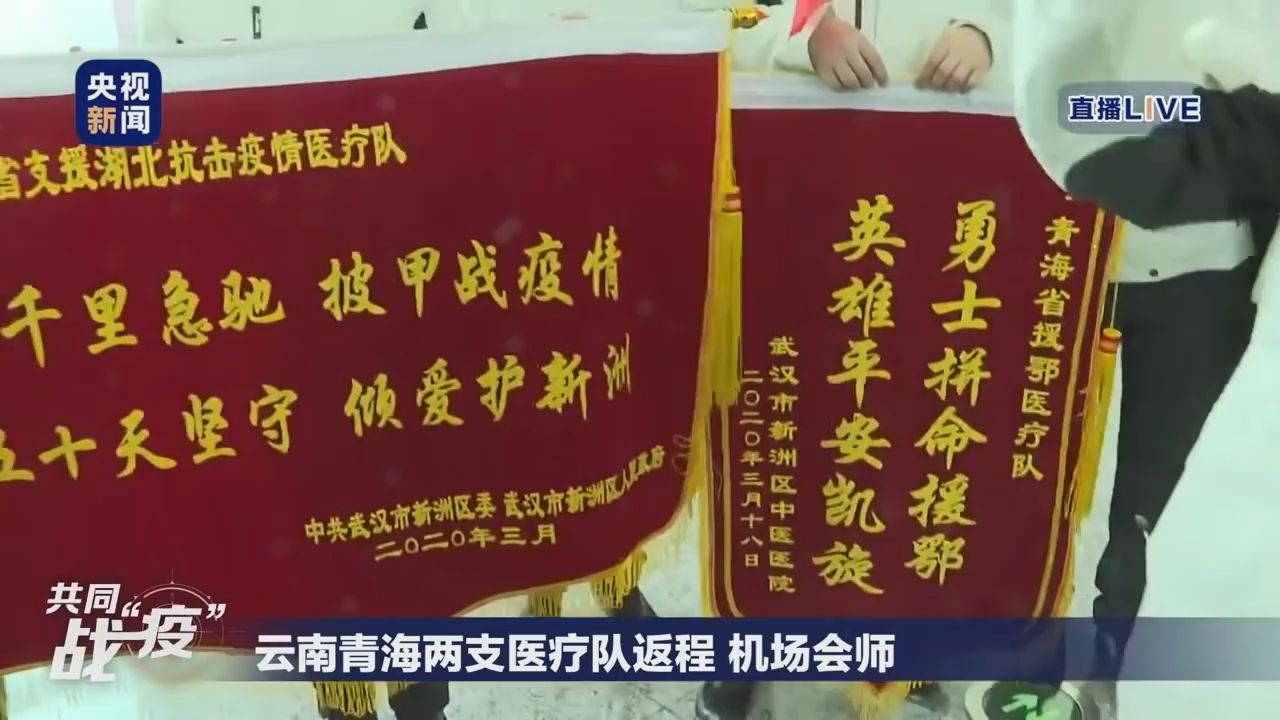 央视
新闻
直播LIVE
省支援湖北抗击疫情医疗队
千里急驰 披甲战疫情
五十天坚守 倾爱护新洲
中共武汉市新洲区委 武汉市新洲区人民政府
二〇二〇年三月
青海省援鄂医疗队
勇士拼命援鄂
英雄平安凯旋
武汉市新洲区中医医院
二〇二〇年三月十八日
共同
战“疫”
云南青海两支医疗队返程 机场会师